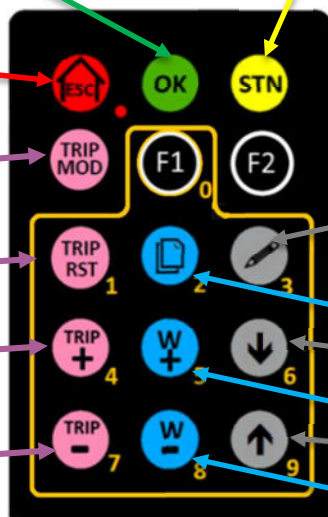 ESC
OK
STN
TRIP
MOD
F1
0
F2
TRIP
RST
1
2
3
TRIP
+
4
W
+
5
6
TRIP
-
7
W
-
8
9